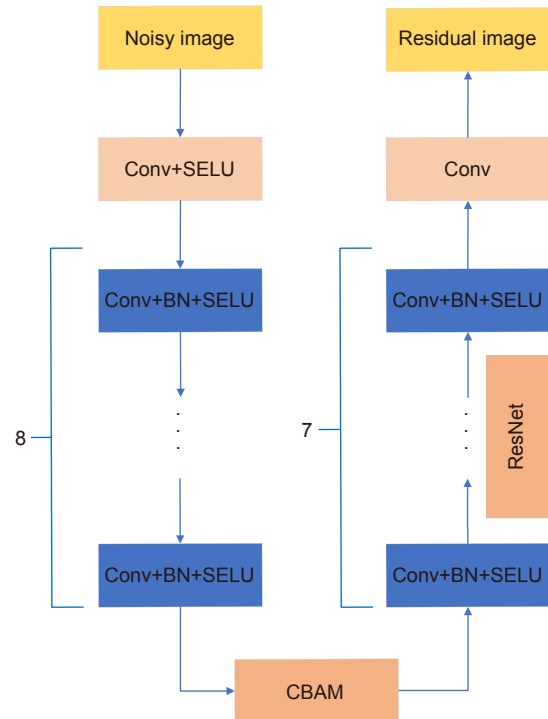 Noisy image
Conv+SELU
Conv+BN+SELU
8
. . .
Conv+BN+SELU
CBAM
Residual image
Conv
Conv+BN+SELU
7
. . .
ResNet
Conv+BN+SELU